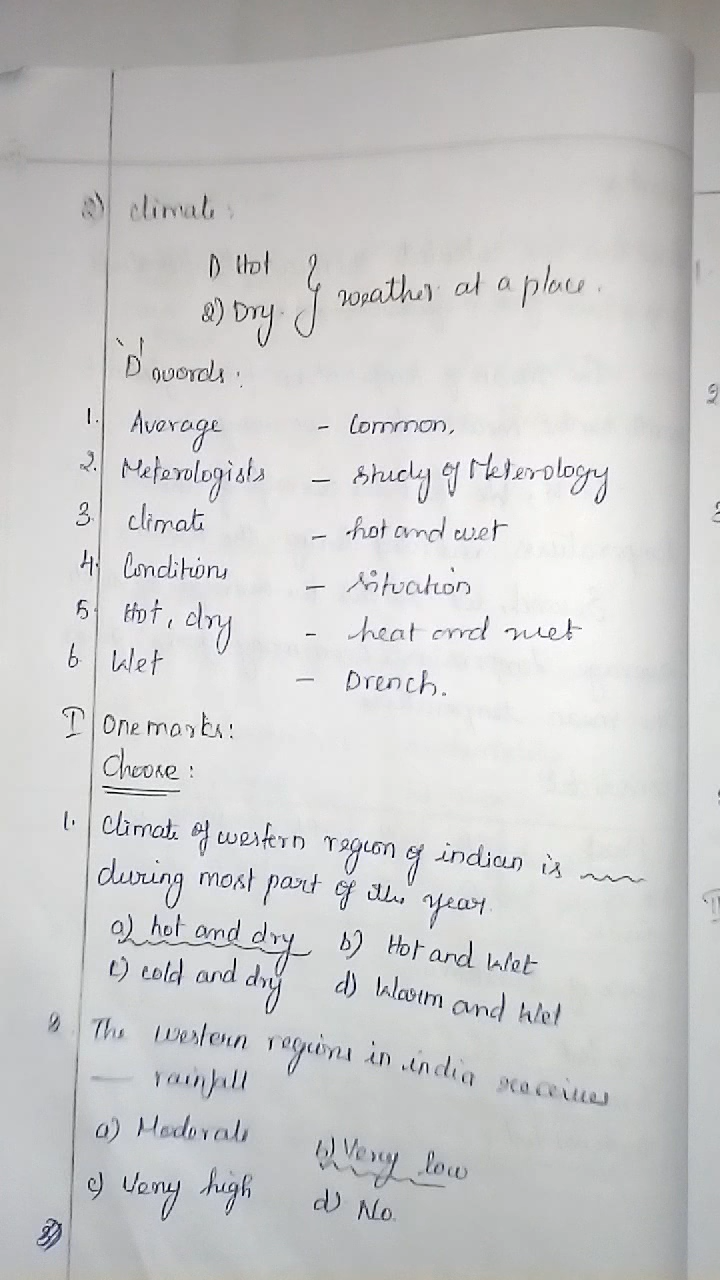 2) climate:
1) Hot
2) Dry. } weather at a place.
'D' words:
1. Average - Common,
2. Meterologists - study of Meterology
3. climate - hot and wet
4. Conditions - situation
5. Hot, dry - heat and wet
6. Wet - Drench.
I One marks:
Choose:
1. Climate of western region of indian is
during most part of the year.
a) hot and dry b) Hot and Wet
c) cold and dry d) Warm and Wet
2. The western regions in india receives
— rainfall
a) Moderate b) Very low
c) Very high d) No.
3)